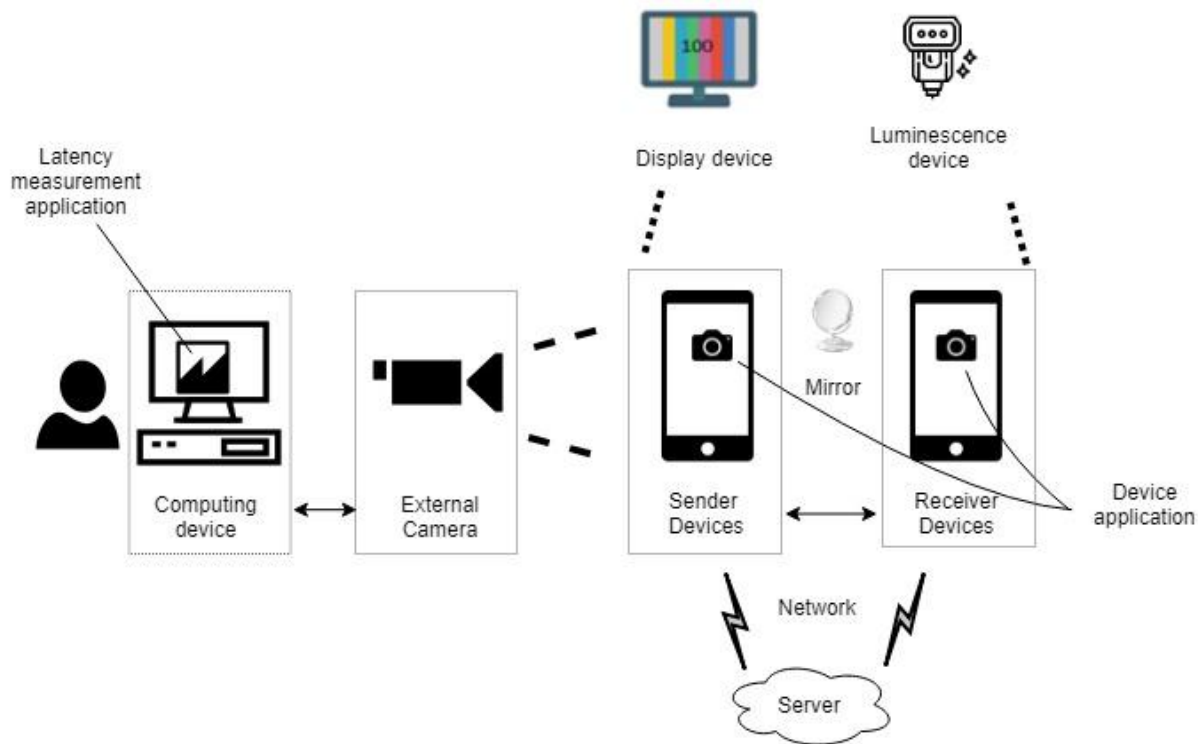 100
Display device
Luminescence
device
Latency
measurement
application
Mirror
Computing
device
External
Camera
Sender
Devices
Receiver
Devices
Device
application
Network
Server